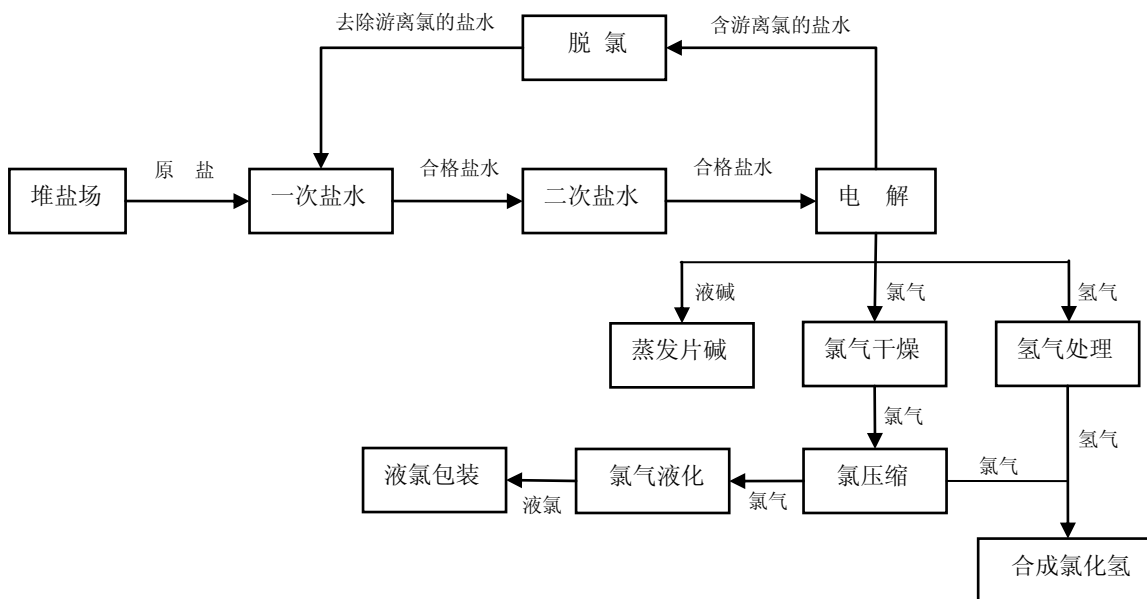 去除游离氯的盐水
脱 氯
含游离氯的盐水
堆盐场
原 盐
一次盐水
合格盐水
二次盐水
合格盐水
电 解
液碱
氯气
氢气
蒸发片碱
氯气干燥
氢气处理
氯气
氢气
液氯包装
液氯
氯气液化
氯气
氯压缩
氯气
合成氯化氢